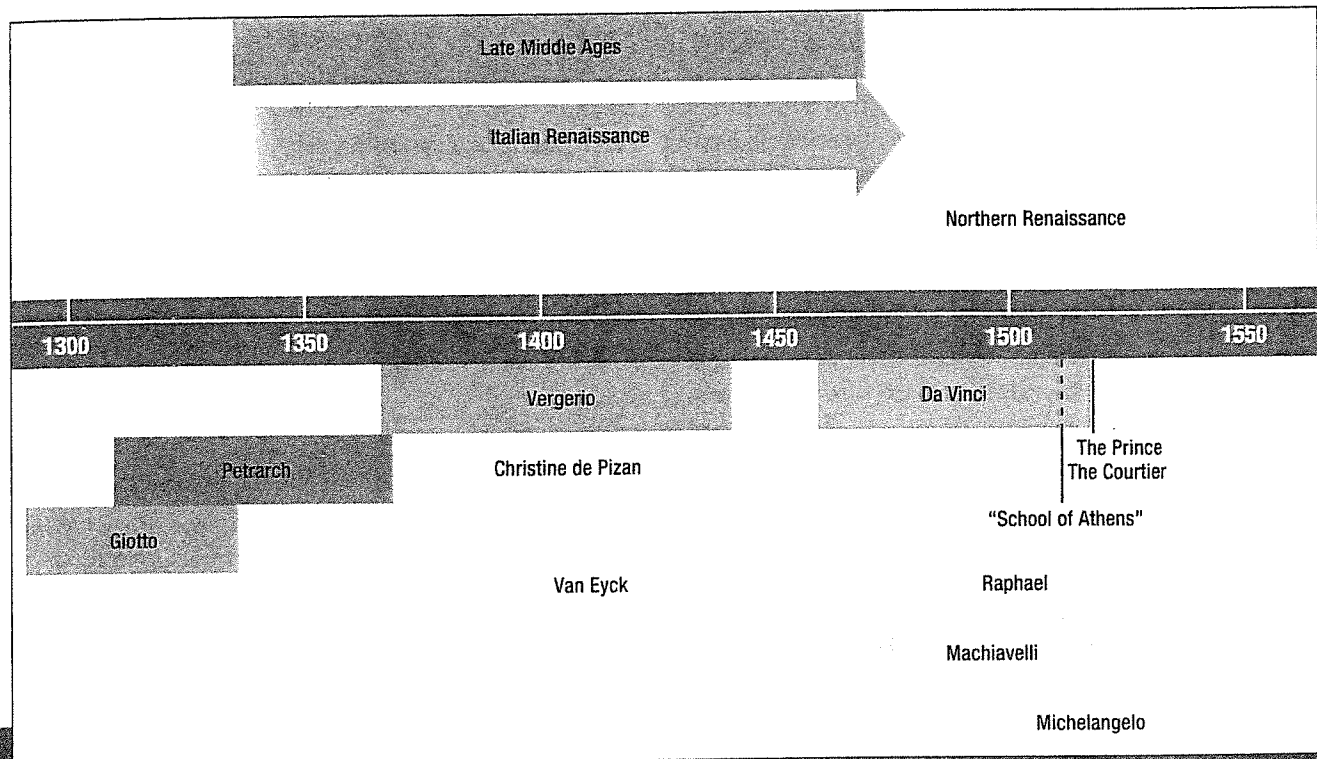 Late Middle Ages
Italian Renaissance
Northern Renaissance
1300 1350 1400 1450 1500 1550
Vergerio
Da Vinci
The Prince
The Courtier
Petrarch
Christine de Pizan
"School of Athens"
Giotto
Van Eyck
Raphael
Machiavelli
Michelangelo